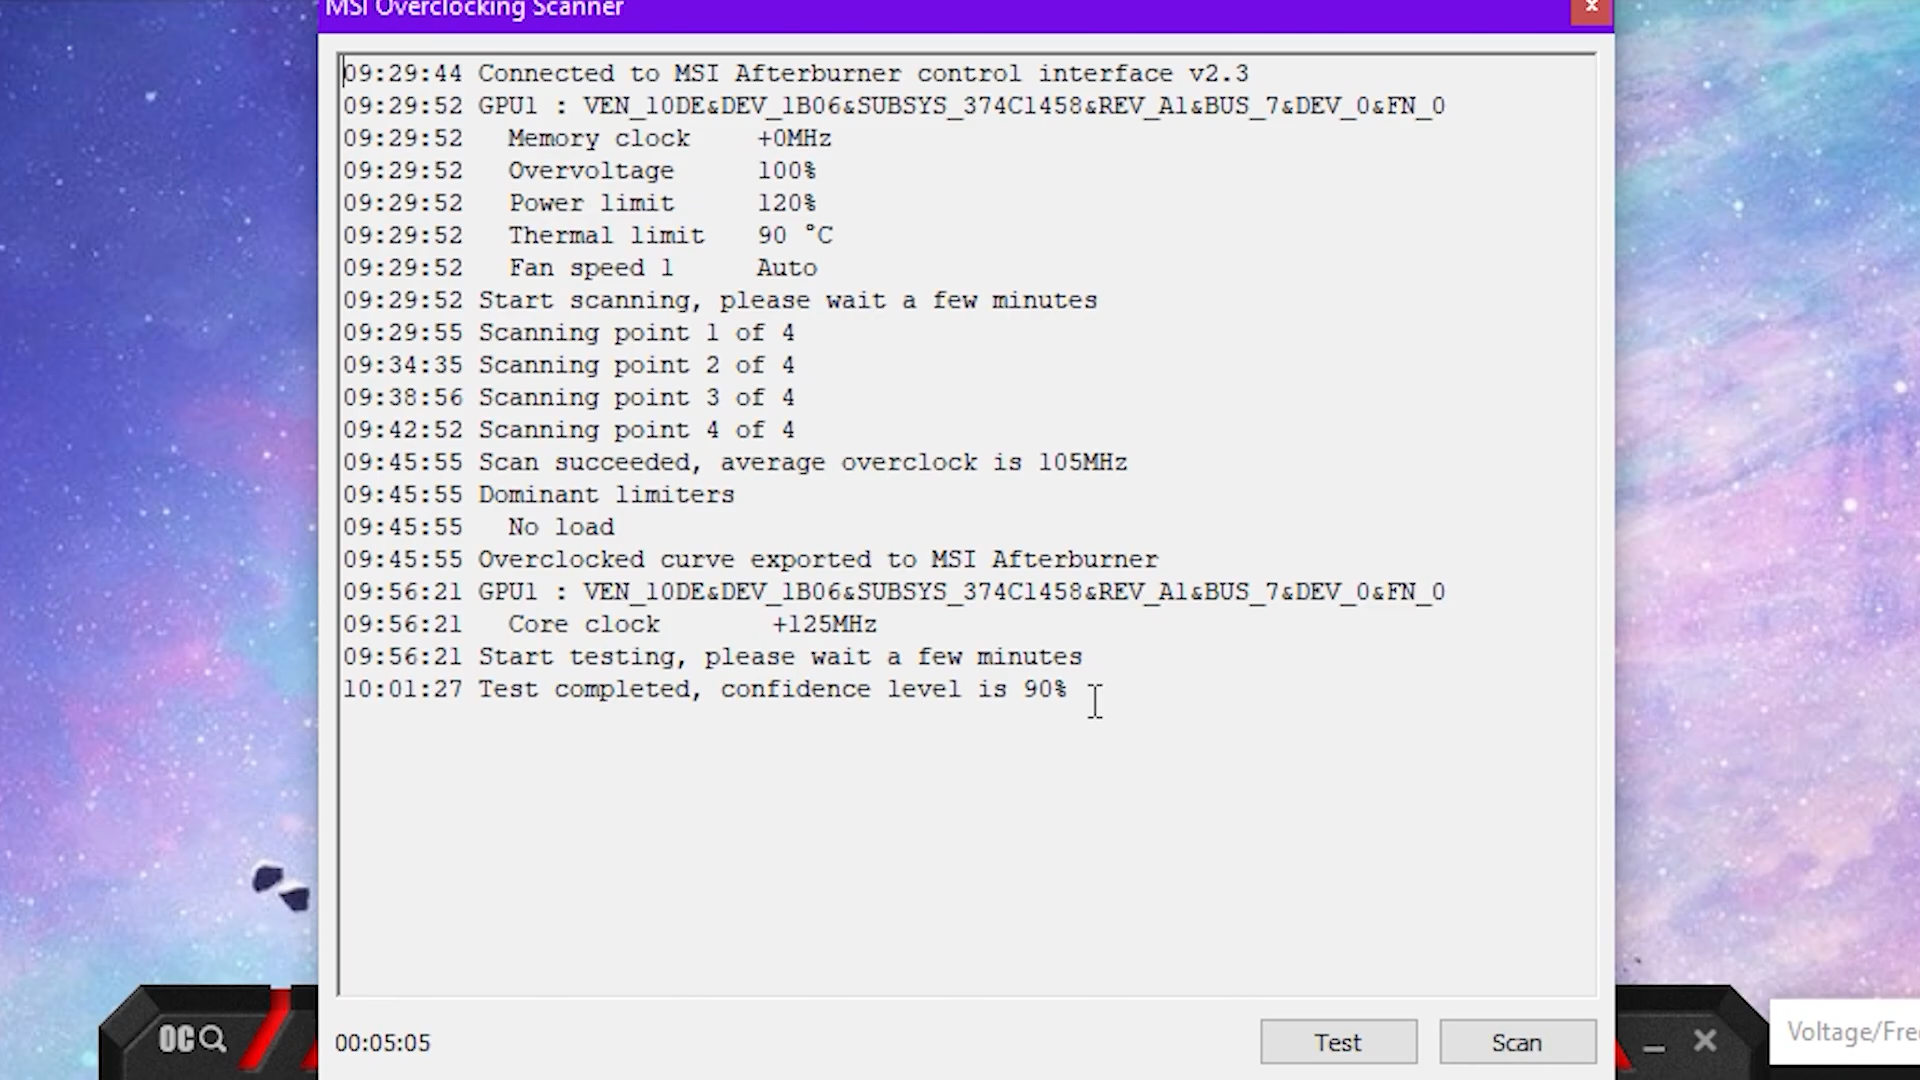 MSI Overclocking Scanner
×
09:29:44 Connected to MSI Afterburner control interface v2.3
09:29:52 GPU1 : VEN_10DE&DEV_1B06&SUBSYS_374C1458&REV_A1&BUS_7&DEV_0&FN_0
09:29:52 Memory clock +0MHz
09:29:52 Overvoltage 100%
09:29:52 Power limit 120%
09:29:52 Thermal limit 90 °C
09:29:52 Fan speed 1 Auto
09:29:52 Start scanning, please wait a few minutes
09:29:55 Scanning point 1 of 4
09:34:35 Scanning point 2 of 4
09:38:56 Scanning point 3 of 4
09:42:52 Scanning point 4 of 4
09:45:55 Scan succeeded, average overclock is 105MHz
09:45:55 Dominant limiters
09:45:55 No load
09:45:55 Overclocked curve exported to MSI Afterburner
09:56:21 GPU1 : VEN_10DE&DEV_1B06&SUBSYS_374C1458&REV_A1&BUS_7&DEV_0&FN_0
09:56:21 Core clock +125MHz
09:56:21 Start testing, please wait a few minutes
10:01:27 Test completed, confidence level is 90%
00:05:05 Test Scan
OC
Voltage/Fre